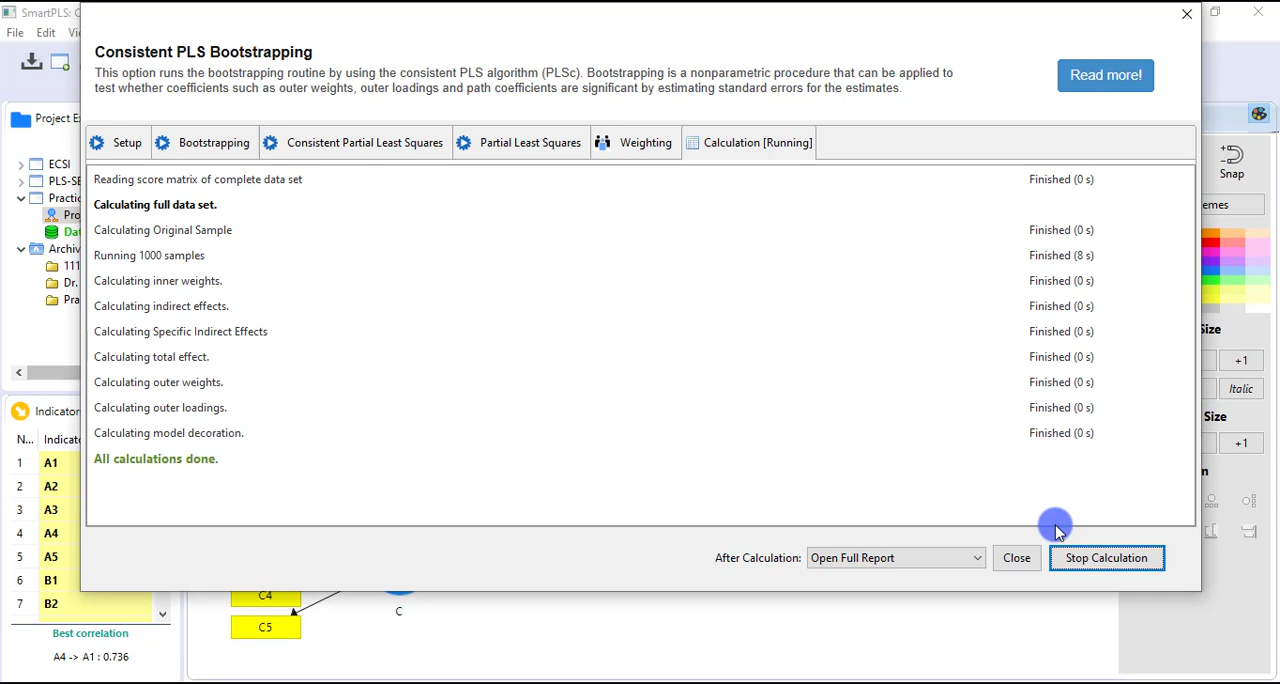 SmartPLS: C
File Edit Vi
Consistent PLS Bootstrapping
This option runs the bootstrapping routine by using the consistent PLS algorithm (PLSc). Bootstrapping is a nonparametric procedure that can be applied to
test whether coefficients such as outer weights, outer loadings and path coefficients are significant by estimating standard errors for the estimates.
Read more!
Setup Bootstrapping Consistent Partial Least Squares Partial Least Squares Weighting Calculation [Running]
Reading score matrix of complete data set Finished (0 s)
Calculating full data set.
Calculating Original Sample Finished (0 s)
Running 1000 samples Finished (8 s)
Calculating inner weights. Finished (0 s)
Calculating indirect effects. Finished (0 s)
Calculating Specific Indirect Effects Finished (0 s)
Calculating total effect. Finished (0 s)
Calculating outer weights. Finished (0 s)
Calculating outer loadings. Finished (0 s)
Calculating model decoration. Finished (0 s)
All calculations done.
After Calculation: Open Full Report Close Stop Calculation
Project E
ECSI
PLS-SE
Practic
Pro
Dat
Archiv
111
Dr.
Pra
Indicator
N... Indicato
1 A1
2 A2
3 A3
4 A4
5 A5
6 B1
7 B2
Best correlation
A4 -> A1 : 0.736
C4
C5
C
Snap
emes
Size
+1
Italic
Size
+1
n